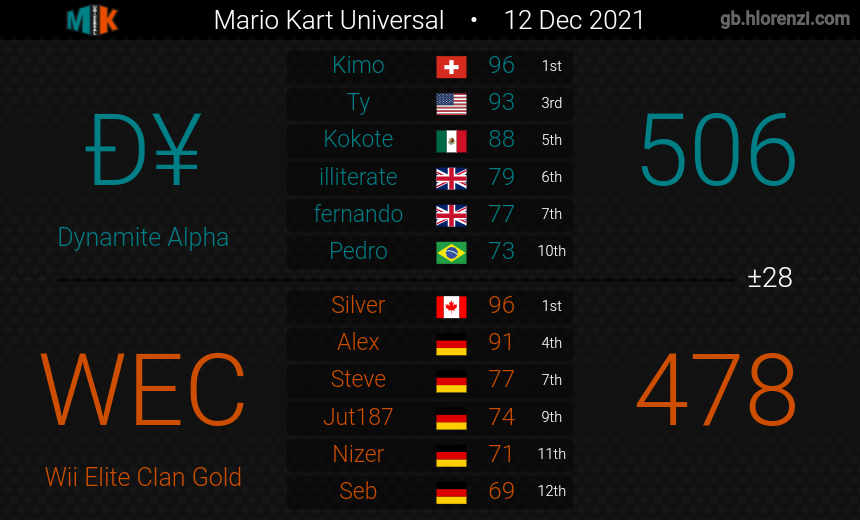 MK
Mario Kart Universal • 12 Dec 2021
gb.hlorenzi.com
Đ¥
Dynamite Alpha
Kimo 96 1st
Ty 93 3rd
Kokote 88 5th
illiterate 79 6th
fernando 77 7th
Pedro 73 10th
506
±28
WEC
Wii Elite Clan Gold
Silver 96 1st
Alex 91 4th
Steve 77 7th
Jut187 74 9th
Nizer 71 11th
Seb 69 12th
478